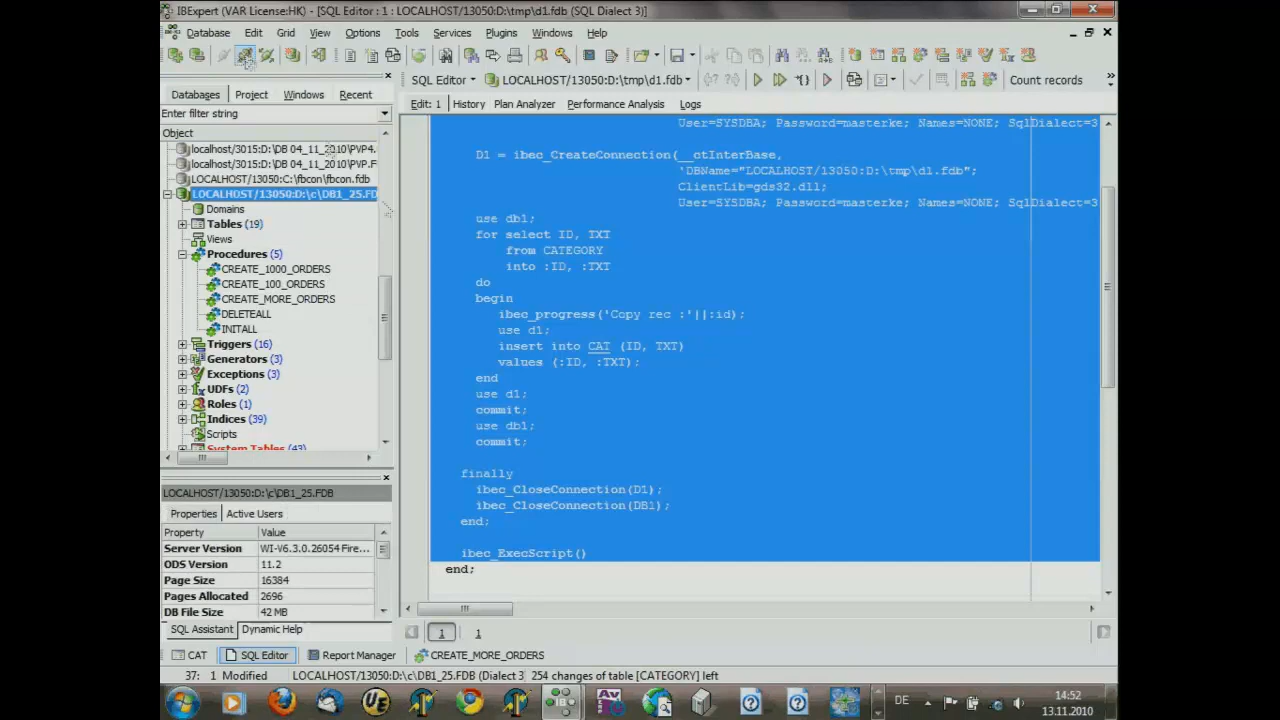 IBExpert (VAR License:HK) - [SQL Editor : 1 : LOCALHOST/13050:D:\tmp\d1.fdb (SQL Dialect 3)]
Database Edit Grid View Options Tools Services Plugins Windows Help
SQL Editor LOCALHOST/13050:D:\tmp\d1.fdb Count records
Databases Project Windows Recent
Edit: 1 History Plan Analyzer Performance Analysis Logs
Enter filter string
Object
localhost/3015:D:\DB 04_11_2010\PVP4.
localhost/3015:D:\DB 04_11_2010\PVP.F
LOCALHOST/13050:C:\fbcon\fbcon.fdb
LOCALHOST/13050:D:\c\DB1_25.FD
Domains
Tables (19)
Views
Procedures (5)
CREATE_1000_ORDERS
CREATE_100_ORDERS
CREATE_MORE_ORDERS
DELETEALL
INITALL
Triggers (16)
Generators (3)
Exceptions (3)
UDFs (2)
Roles (1)
Indices (39)
Scripts
System Tables (43)
User=SYSDBA; Password=masterke; Names=NONE; SqlDialect=3
D1 = ibec_CreateConnection(__ctInterBase,
'DBName="LOCALHOST/13050:D:\tmp\d1.fdb";
ClientLib=gds32.dll;
User=SYSDBA; Password=masterke; Names=NONE; SqlDialect=3
use db1;
for select ID, TXT
from CATEGORY
into :ID, :TXT
do
begin
ibec_progress('Copy rec :'||:id);
use d1;
insert into CAT (ID, TXT)
values (:ID, :TXT);
end
use d1;
commit;
use db1;
commit;
finally
ibec_CloseConnection(D1);
ibec_CloseConnection(DB1);
end;
ibec_ExecScript()
end;
LOCALHOST/13050:D:\c\DB1_25.FDB
Properties Active Users
Property Value
Server Version WI-V6.3.0.26054 Fire...
ODS Version 11.2
Page Size 16384
Pages Allocated 2696
DB File Size 42 MB
SQL Assistant Dynamic Help
1 1
CAT SQL Editor Report Manager CREATE_MORE_ORDERS
37: 1 Modified LOCALHOST/13050:D:\c\DB1_25.FDB (Dialect 3 254 changes of table [CATEGORY] left
DE 14:52
13.11.2010